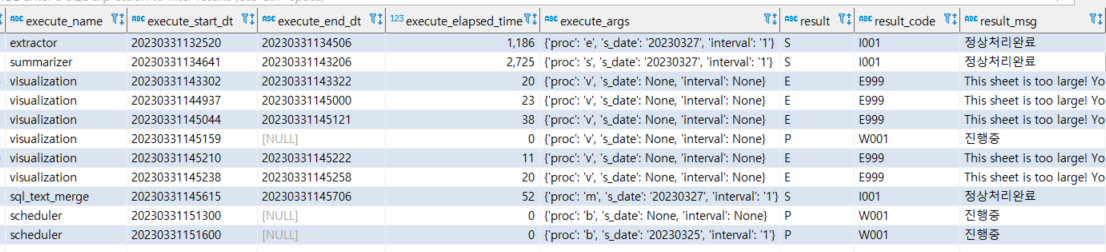 execute_name execute_start_dt execute_end_dt 123 execute_elapsed_time execute_args result result_code result_msg
extractor 20230331132520 20230331134506 1,186 {'proc': 'e', 's_date': '20230327', 'interval': '1'} S I001 정상처리완료
summarizer 20230331134641 20230331143206 2,725 {'proc': 's', 's_date': '20230327', 'interval': '1'} S I001 정상처리완료
visualization 20230331143302 20230331143322 20 {'proc': 'v', 's_date': None, 'interval': None} E E999 This sheet is too large! Yo
visualization 20230331144937 20230331145000 23 {'proc': 'v', 's_date': None, 'interval': None} E E999 This sheet is too large! Yo
visualization 20230331145044 20230331145121 38 {'proc': 'v', 's_date': None, 'interval': None} E E999 This sheet is too large! Yo
visualization 20230331145159 [NULL] 0 {'proc': 'v', 's_date': None, 'interval': None} P W001 진행중
visualization 20230331145210 20230331145222 11 {'proc': 'v', 's_date': None, 'interval': None} E E999 This sheet is too large! Yo
visualization 20230331145238 20230331145258 20 {'proc': 'v', 's_date': None, 'interval': None} E E999 This sheet is too large! Yo
sql_text_merge 20230331145615 20230331145706 52 {'proc': 'm', 's_date': '20230327', 'interval': '1'} S I001 정상처리완료
scheduler 20230331151300 [NULL] 0 {'proc': 'b', 's_date': None, 'interval': None} P W001 진행중
scheduler 20230331151600 [NULL] 0 {'proc': 'b', 's_date': '20230325', 'interval': '1'} P W001 진행중